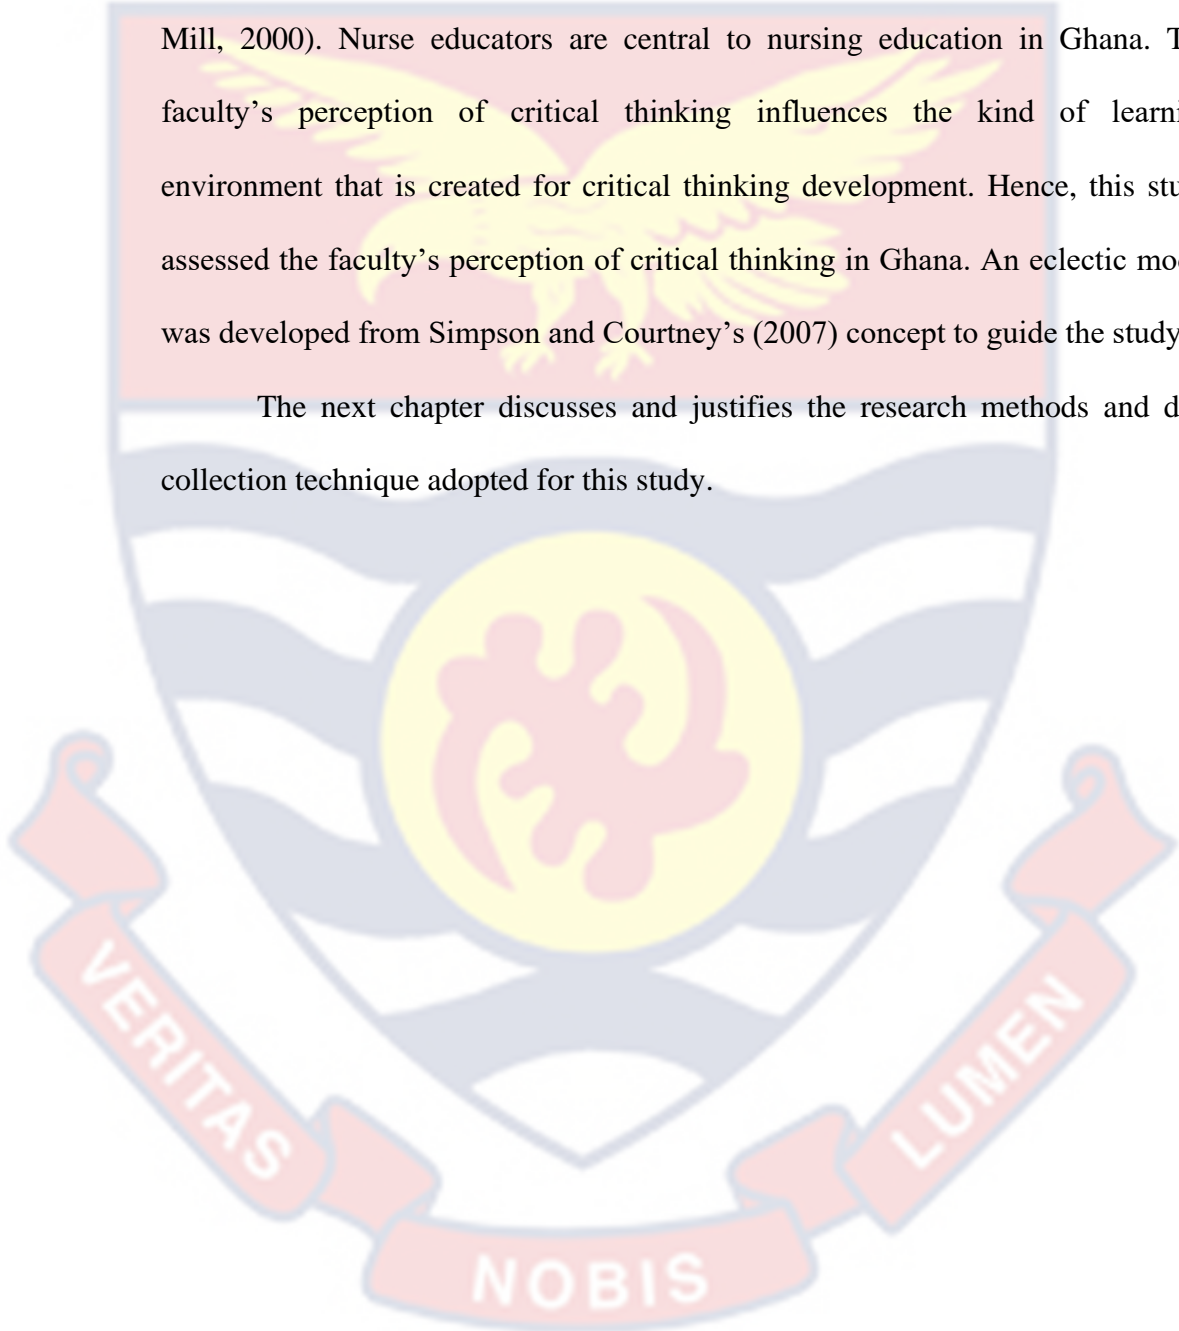 Mill, 2000). Nurse educators are central to nursing education in Ghana. T
faculty’s perception of critical thinking influences the kind of learni
environment that is created for critical thinking development. Hence, this stu
assessed the faculty’s perception of critical thinking in Ghana. An eclectic mo
was developed from Simpson and Courtney’s (2007) concept to guide the study
The next chapter discusses and justifies the research methods and d
collection technique adopted for this study.
VERITAS
NOBIS
LUMEN